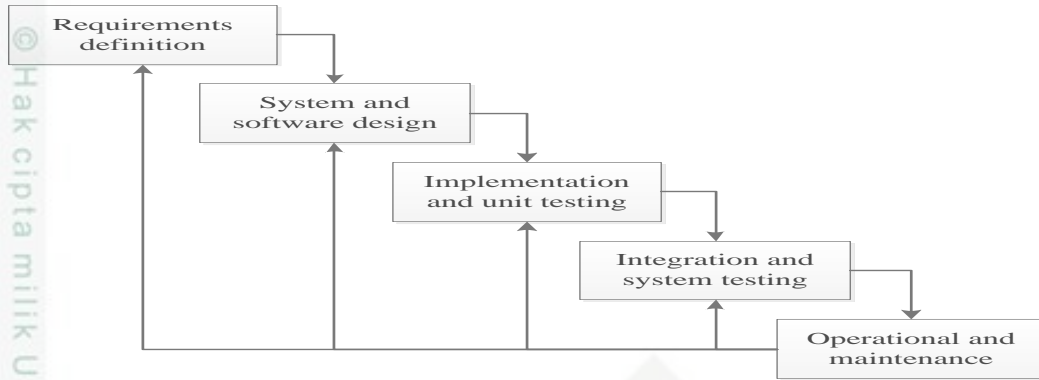 Requirements
definition
System and
software design
Implementation
and unit testing
Integration and
system testing
Operational and
maintenance
© Hak cipta milik U